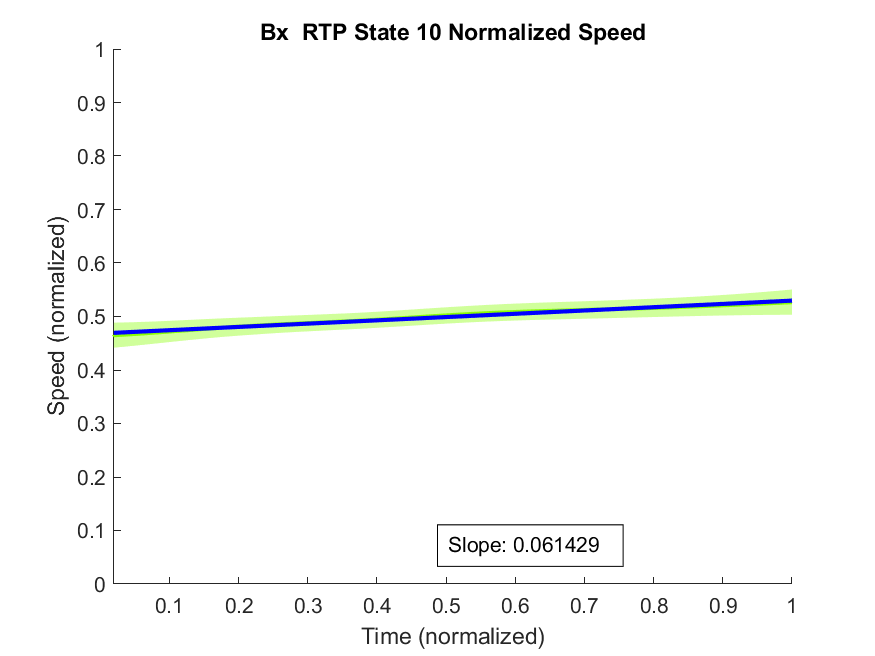 Bx  RTP State 10 Normalized Speed
1
0.9
0.8
0.7
0.6
0.5
0.4
0.3
0.2
0.1
0
Speed (normalized)
Slope: 0.061429
0.1 0.2 0.3 0.4 0.5 0.6 0.7 0.8 0.9 1
Time (normalized)